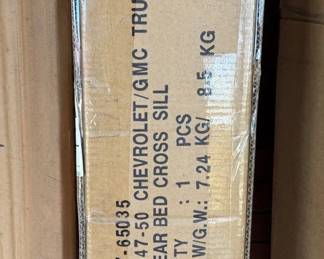 65035
47-50 CHEVROLET/GMC TRU
EAR BED CROSS SILL
TY : 1 PCS
W/G.W.: 7.24 KG/ 8.5 KG